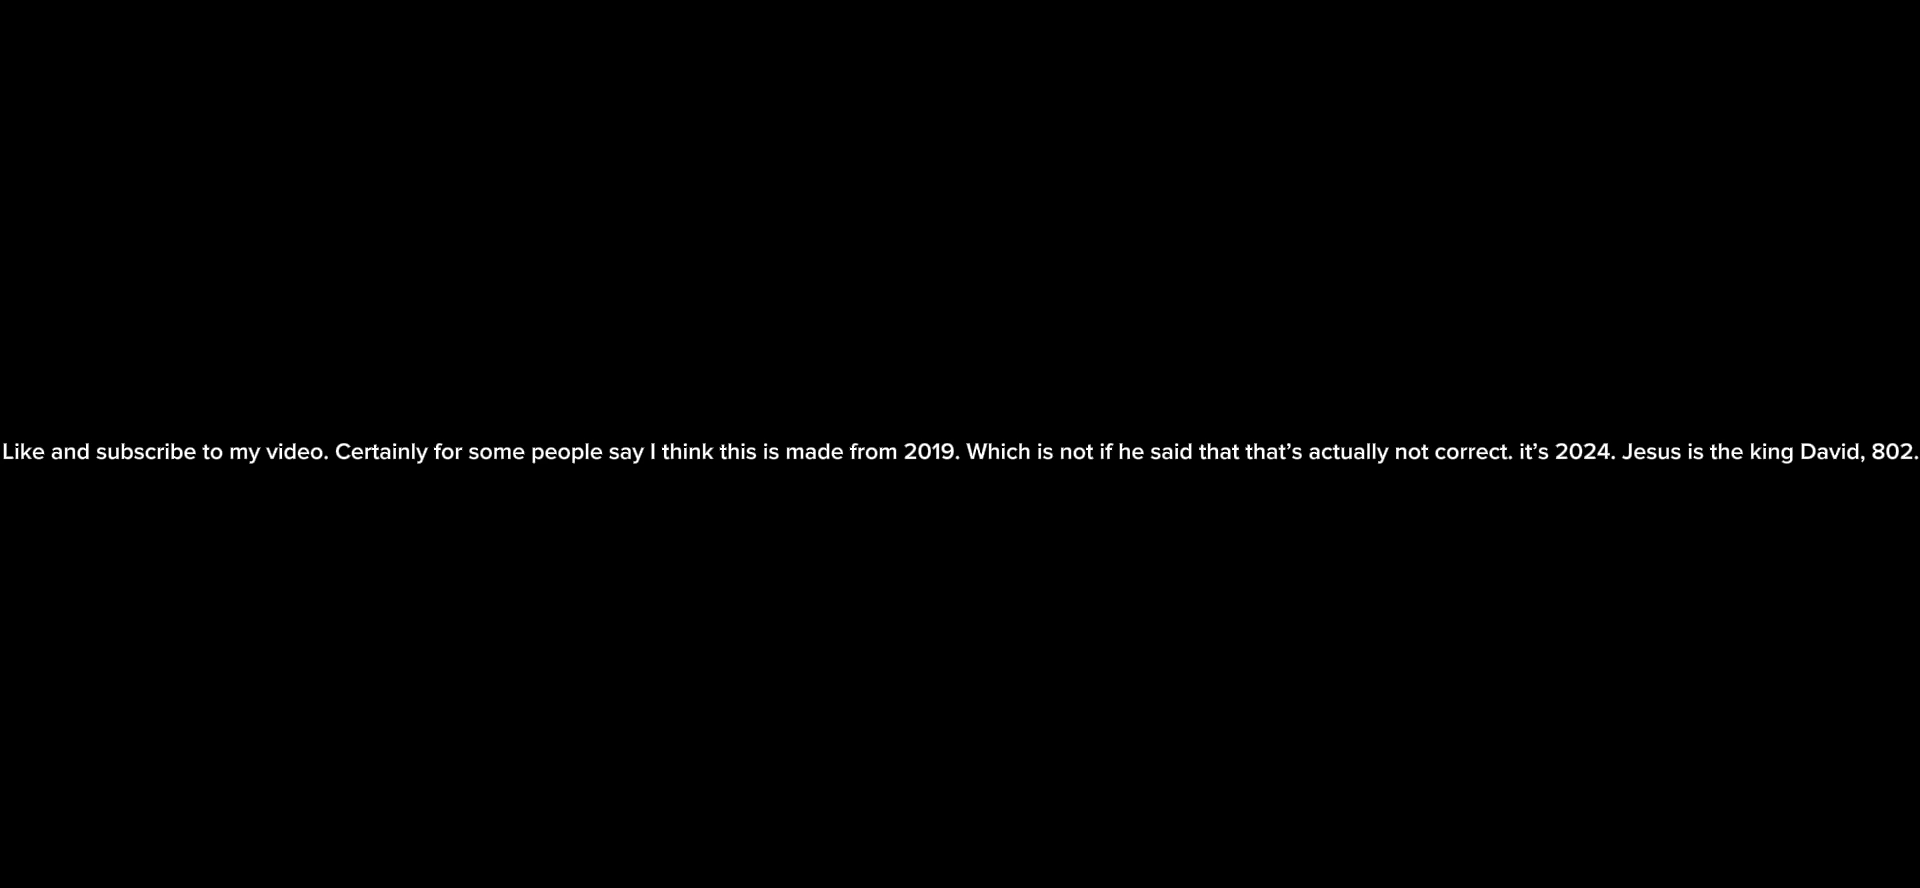 Like and subscribe to my video. Certainly for some people say I think this is made from 2019. Which is not if he said that that’s actually not correct. it’s 2024. Jesus is the king David, 802.